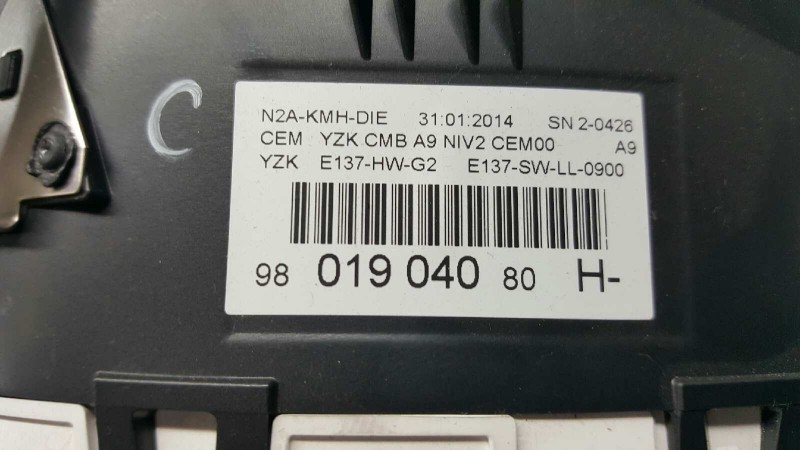 C
N2A-KMH-DIE 31:01:2014 SN 2-0426
CEM YZK CMB A9 NIV2 CEM00 A9
YZK E137-HW-G2 E137-SW-LL-0900
98 019 040 80 H-